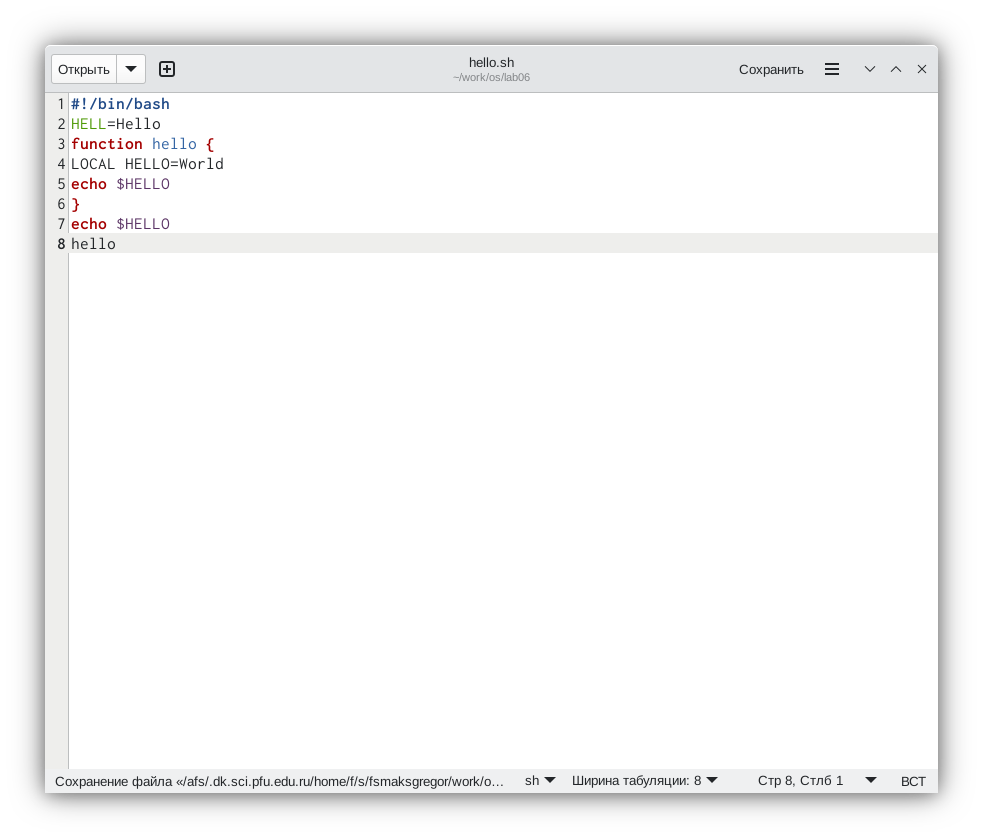 Открыть
hello.sh
~/work/os/lab06
Сохранить
1 #!/bin/bash
2 HELL=Hello
3 function hello {
4 LOCAL HELLO=World
5 echo $HELLO
6 }
7 echo $HELLO
8 hello
Сохранение файла «/afs/.dk.sci.pfu.edu.ru/home/f/s/fsmaksgregor/work/o… sh Ширина табуляции: 8 Стр 8, Стлб 1 ВСТ